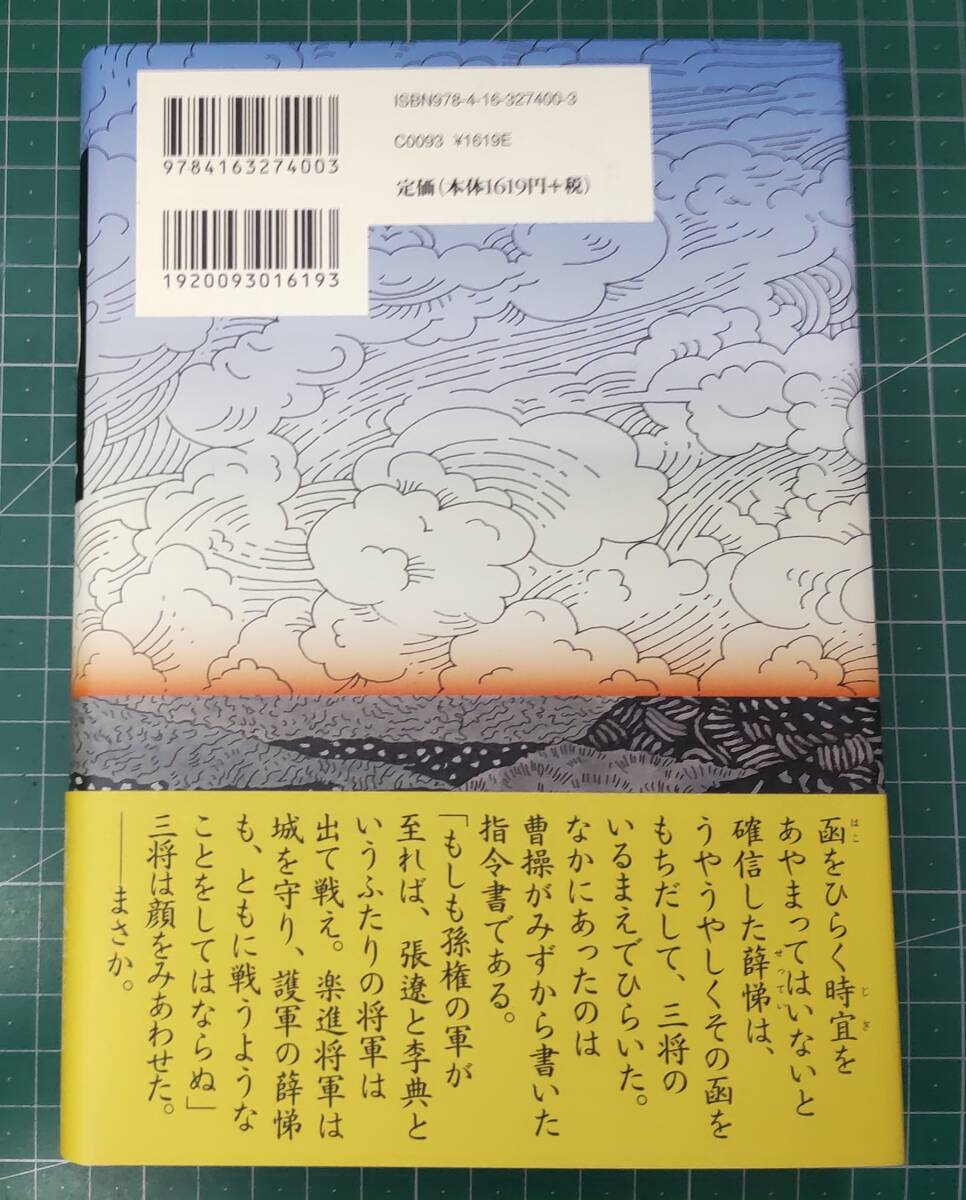 ISBN978-4-16-327400-3
C0093 ¥1619E
定価(本体1619円+税)
9784163274003
1920093016193
函をひらく時宜を
あやまってはいないと
確信した薛悌は、
うやうやしくその函を
もちだして、三将の
いるまえでひらいた。
なかにあったのは
曹操がみずから書いた
指令書である。
「もしも孫権の軍が
至れば、張遼と李典と
いうふたりの将軍は
出て戦え。楽進将軍は
城を守り、護軍の薛悌
も、ともに戦うような
ことをしてはならぬ」
――まさか。
三将は顔をみあわせた。
はこ
じぎ
せってい